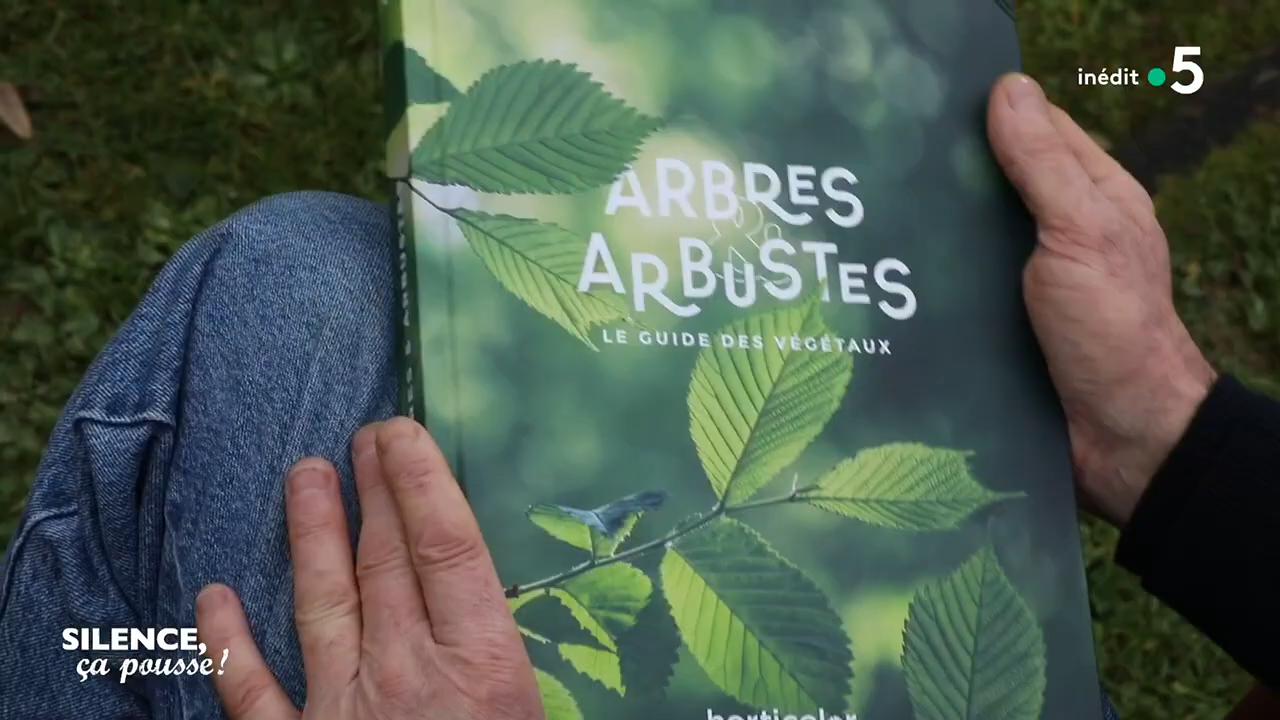 inédit 5
ARBRES
ARBUSTES
LE GUIDE DES VÉGÉTAUX
SILENCE,
ça pousse!